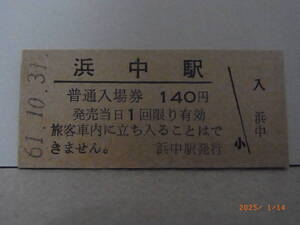 61.10.31.
浜中駅
普通入場券 140円
発売当日1回限り有効
旅客車内に立ち入ることはで
きません。 浜中駅発行
入
浜中
小
2025/ 1/14